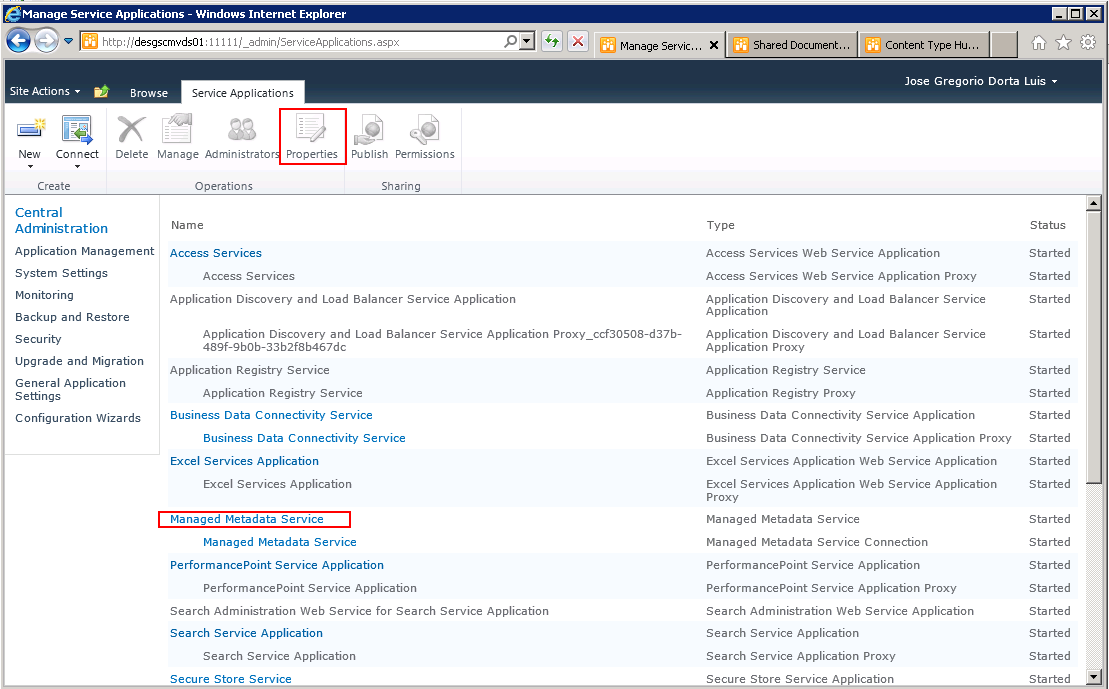 Manage Service Applications - Windows Internet Explorer
http://desgscmvds01:11111/_admin/ServiceApplications.aspx
Manage Servic...
Shared Document...
Content Type Hu...
Site Actions
Browse
Service Applications
Jose Gregorio Dorta Luis
New
Connect
Delete
Manage
Administrators
Properties
Publish
Permissions
Create
Operations
Sharing
Central
Administration
Application Management
System Settings
Monitoring
Backup and Restore
Security
Upgrade and Migration
General Application
Settings
Configuration Wizards
Name Type Status
Access Services Access Services Web Service Application Started
Access Services Access Services Web Service Application Proxy Started
Application Discovery and Load Balancer Service Application Application Discovery and Load Balancer Service Started
Application
Application Discovery and Load Balancer Service Application Proxy_ccf30508-d37b- Application Discovery and Load Balancer Service Started
489f-9b0b-33b2f8b467dc Application Proxy
Application Registry Service Application Registry Service Started
Application Registry Service Application Registry Proxy Started
Business Data Connectivity Service Business Data Connectivity Service Application Started
Business Data Connectivity Service Business Data Connectivity Service Application Proxy Started
Excel Services Application Excel Services Application Web Service Application Started
Excel Services Application Excel Services Application Web Service Application Started
Proxy
Managed Metadata Service Managed Metadata Service Started
Managed Metadata Service Managed Metadata Service Connection Started
PerformancePoint Service Application PerformancePoint Service Application Started
PerformancePoint Service Application PerformancePoint Service Application Proxy Started
Search Administration Web Service for Search Service Application Search Administration Web Service Application Started
Search Service Application Search Service Application Started
Search Service Application Search Service Application Proxy Started
Secure Store Service Secure Store Service Application Started